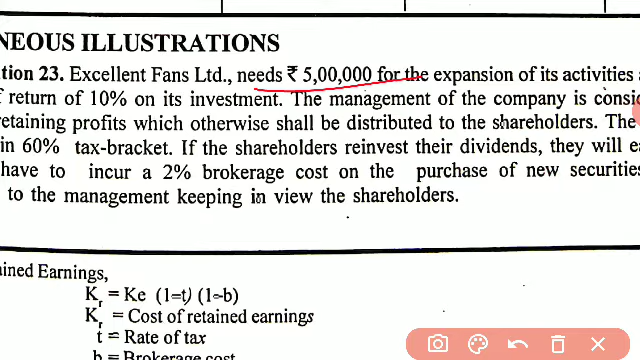 NEOUS ILLUSTRATIONS
tion 23. Excellent Fans Ltd., needs ₹ 5,00,000 for the expansion of its activities
f return of 10% on its investment. The management of the company is consid
retaining profits which otherwise shall be distributed to the shareholders. The
in 60% tax-bracket. If the shareholders reinvest their dividends, they will e
have to incur a 2% brokerage cost on the purchase of new securities
to the management keeping in view the shareholders.
ined Earnings,
Kr = Ke (1-t) (1-b)
Kr = Cost of retained earnings
t = Rate of tax
b = Brokerage cost